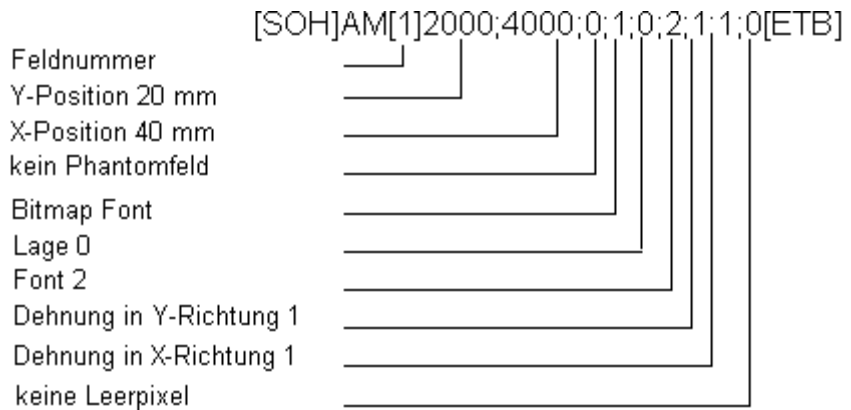 [SOH]AM[1]2000;4000;0;1;0;2;1;1;0[ETB]
Feldnummer
Y-Position 20 mm
X-Position 40 mm
kein Phantomfeld
Bitmap Font
Lage 0
Font 2
Dehnung in Y-Richtung 1
Dehnung in X-Richtung 1
keine Leerpixel